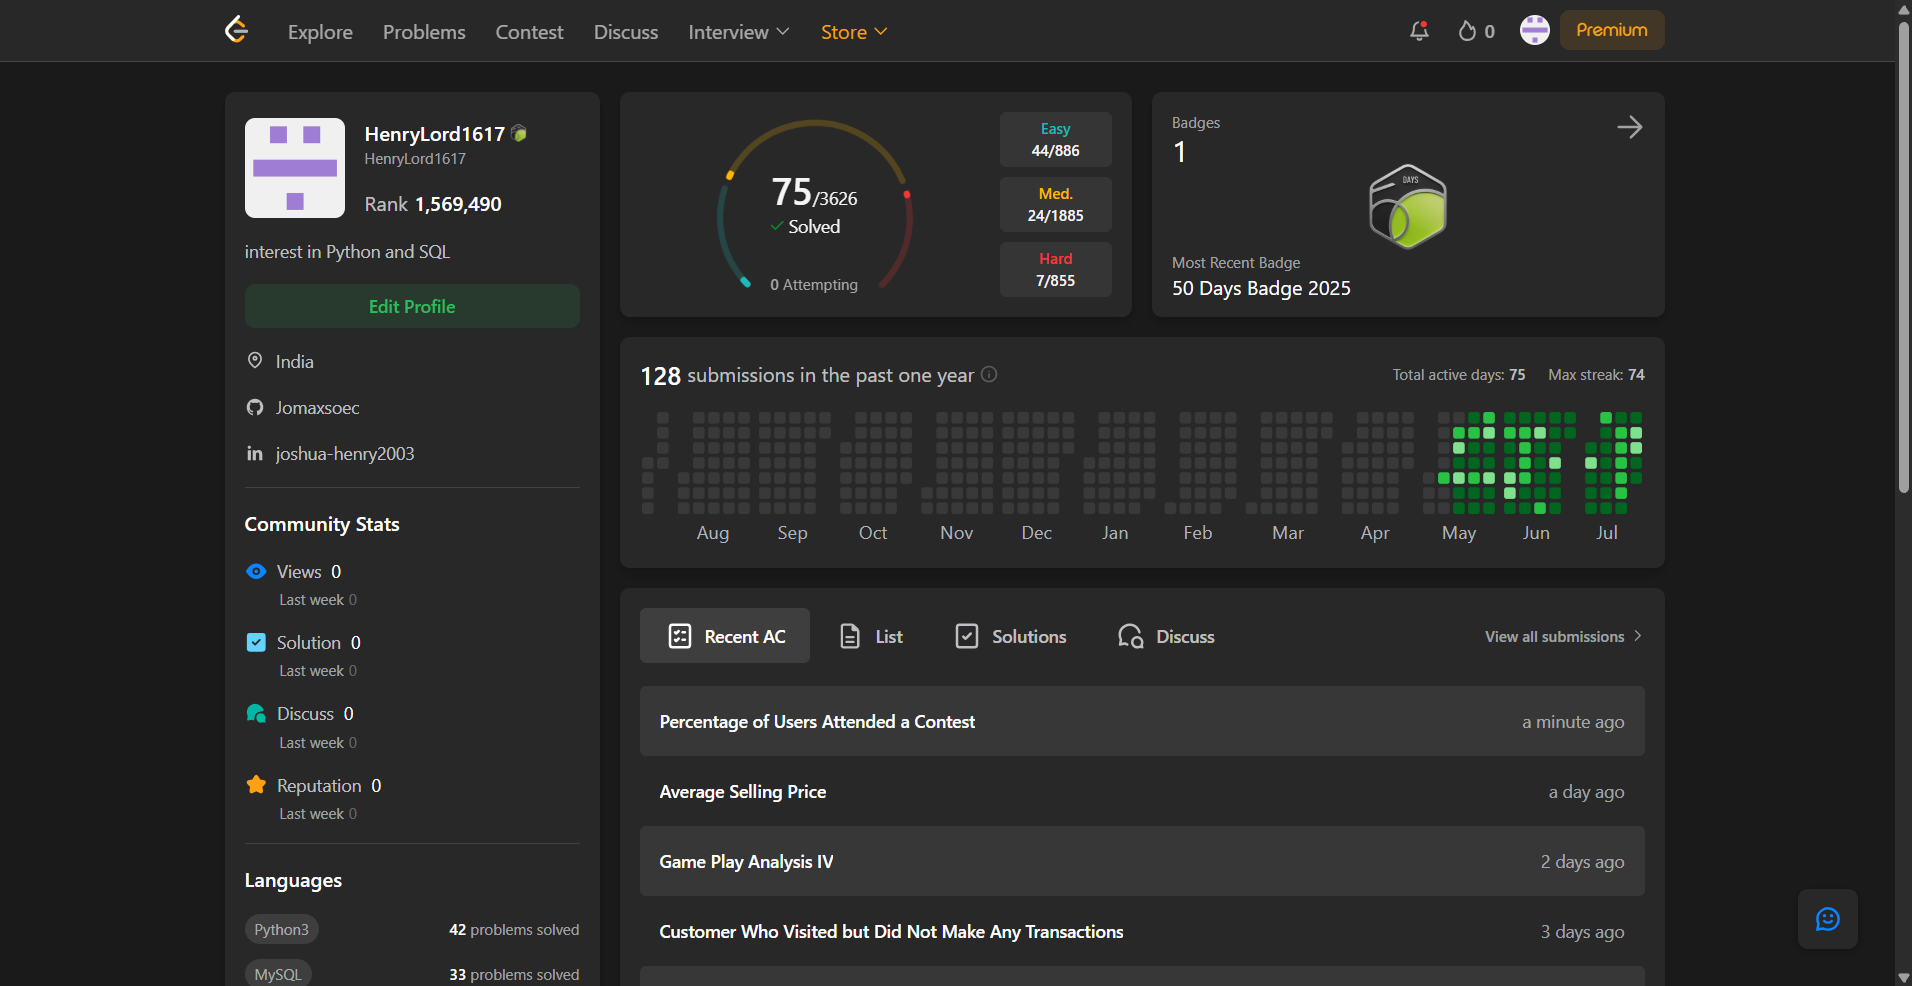 Explore Problems Contest Discuss Interview Store 0 Premium
HenryLord1617
HenryLord1617
Rank 1,569,490
interest in Python and SQL
Edit Profile
India
Jomaxsoec
joshua-henry2003
Community Stats
Views 0
Last week 0
Solution 0
Last week 0
Discuss 0
Last week 0
Reputation 0
Last week 0
Languages
Python3 42 problems solved
MySQL 33 problems solved
75/3626
Solved
0 Attempting
Easy
44/886
Med.
24/1885
Hard
7/855
Badges
1
DAYS
Most Recent Badge
50 Days Badge 2025
128 submissions in the past one year Total active days: 75 Max streak: 74
Aug Sep Oct Nov Dec Jan Feb Mar Apr May Jun Jul
Recent AC List Solutions Discuss View all submissions
Percentage of Users Attended a Contest a minute ago
Average Selling Price a day ago
Game Play Analysis IV 2 days ago
Customer Who Visited but Did Not Make Any Transactions 3 days ago